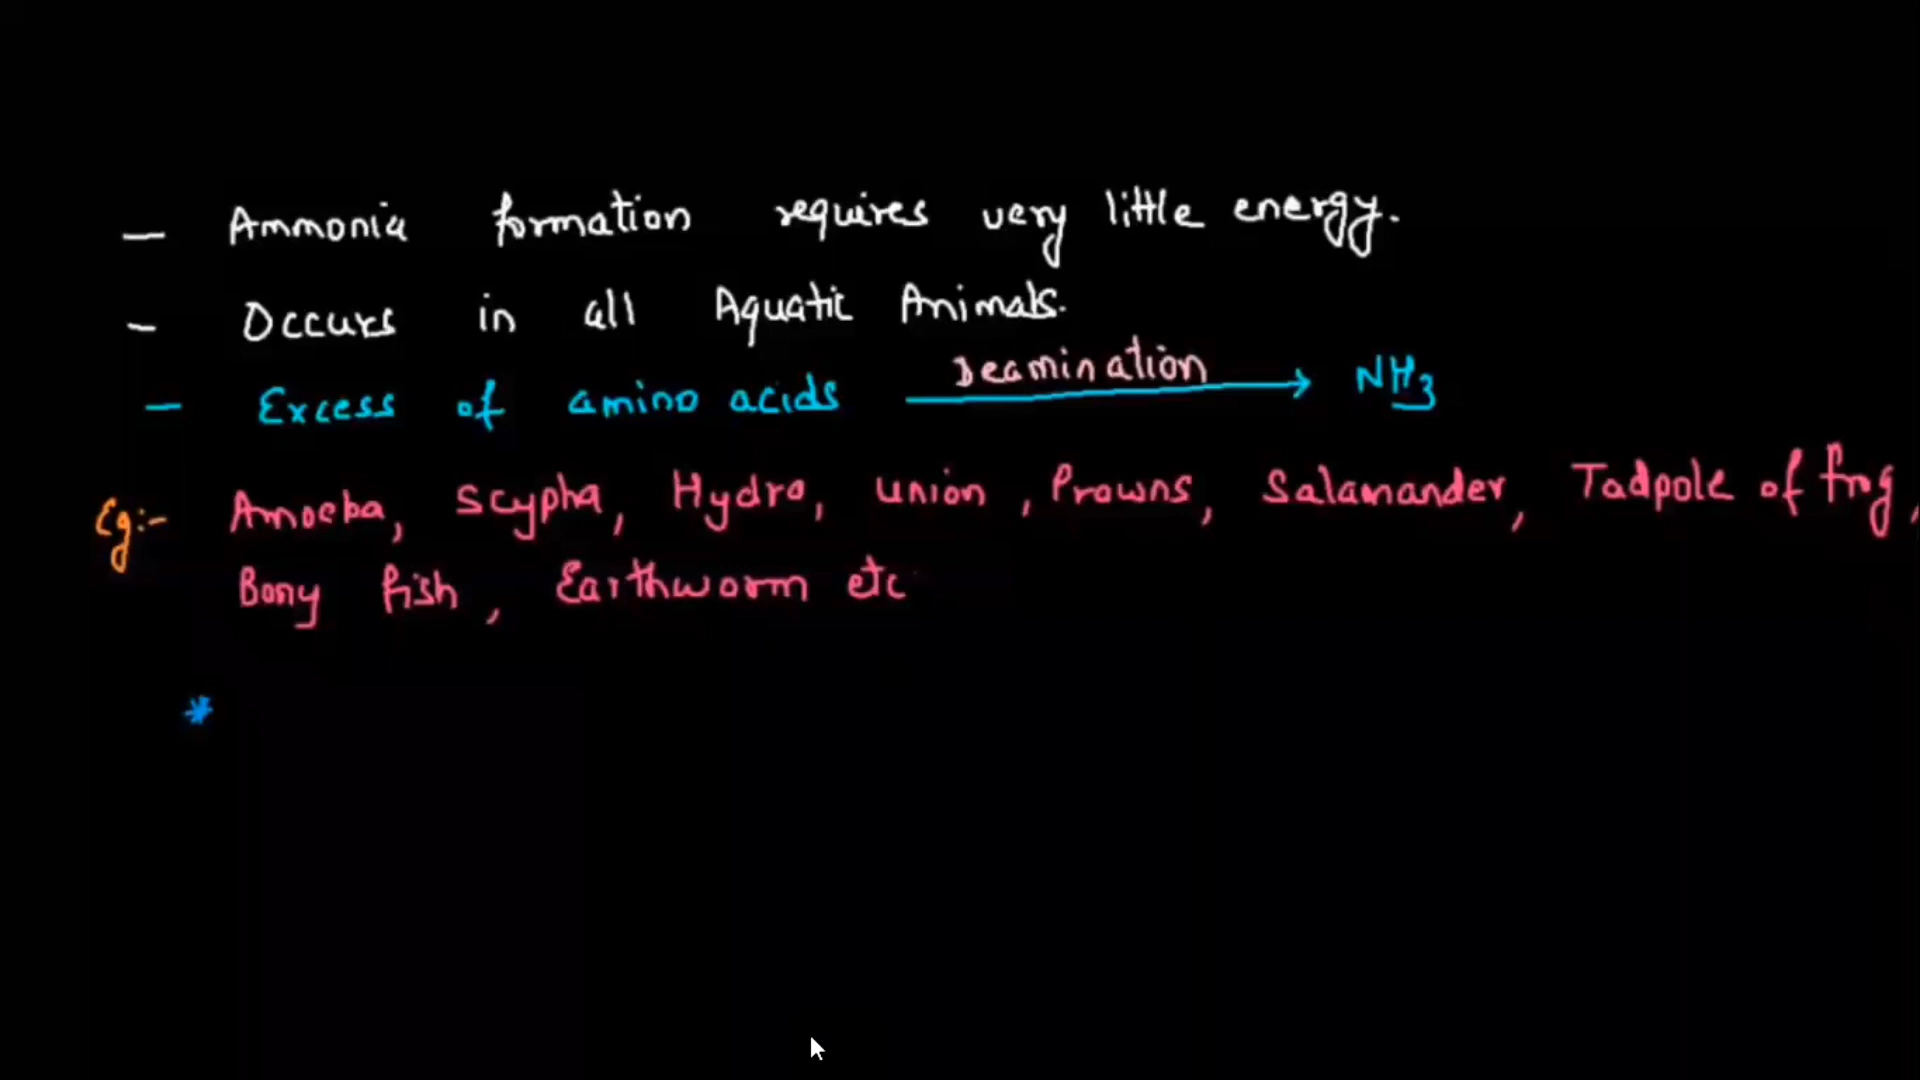 – Ammonia formation requires very little energy.
– Occurs in all Aquatic Animals.
– Excess of amino acids Deamination → NH3
Eg:- Amoeba, Scypha, Hydra, union, Prowns, Salamander, Tadpole of frog,
Bony fish, Earthworm etc
*